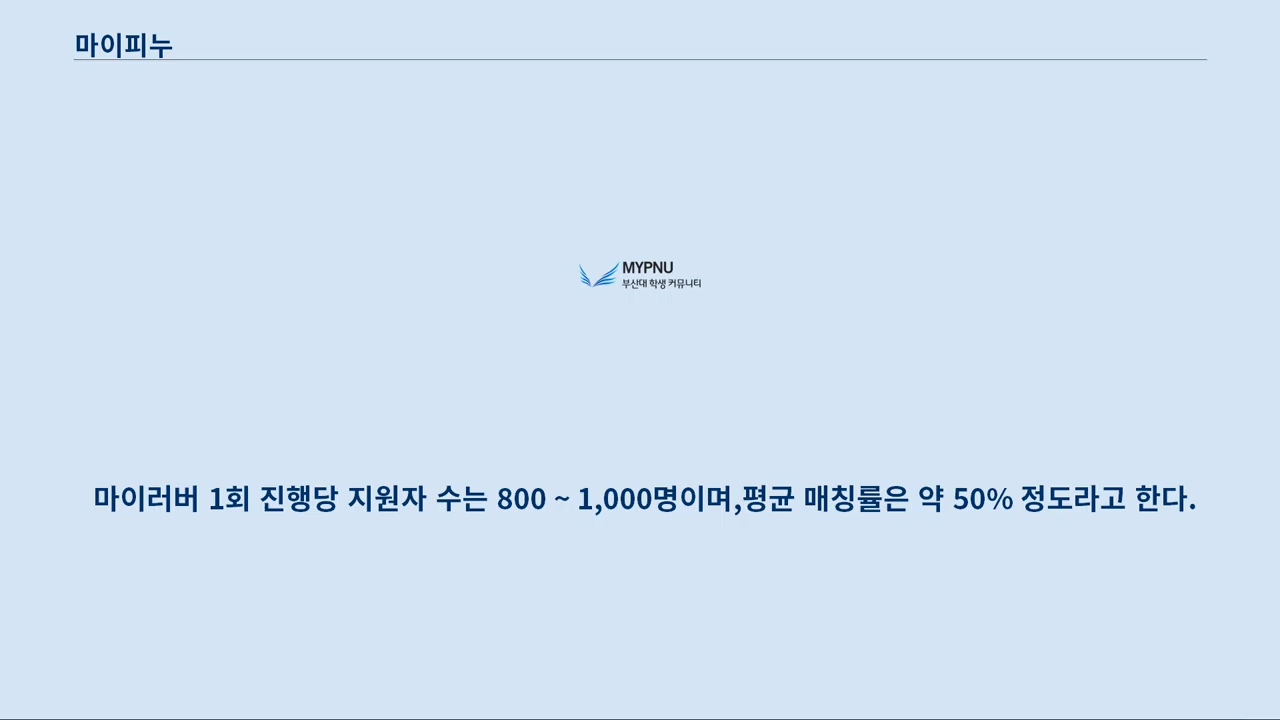 마이피누
MYPNU
부산대 학생 커뮤니티
마이러버 1회 진행당 지원자 수는 800 ~ 1,000명이며,평균 매칭률은 약 50% 정도라고 한다.